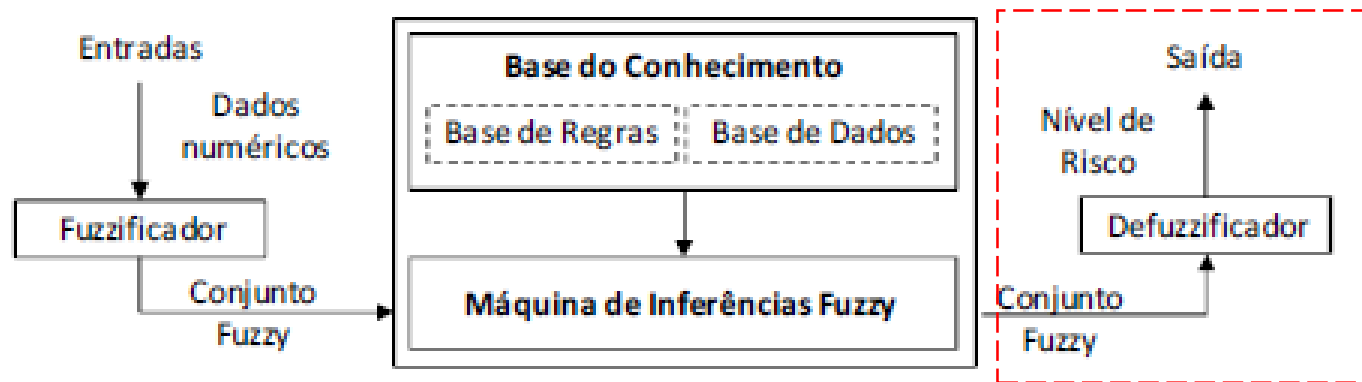 Entradas
Dados
numéricos
Fuzzificador
Conjunto
Fuzzy
Base do Conhecimento
Base de Regras
Base de Dados
Máquina de Inferências Fuzzy
Conjunto
Fuzzy
Defuzzificador
Nível de
Risco
Saída